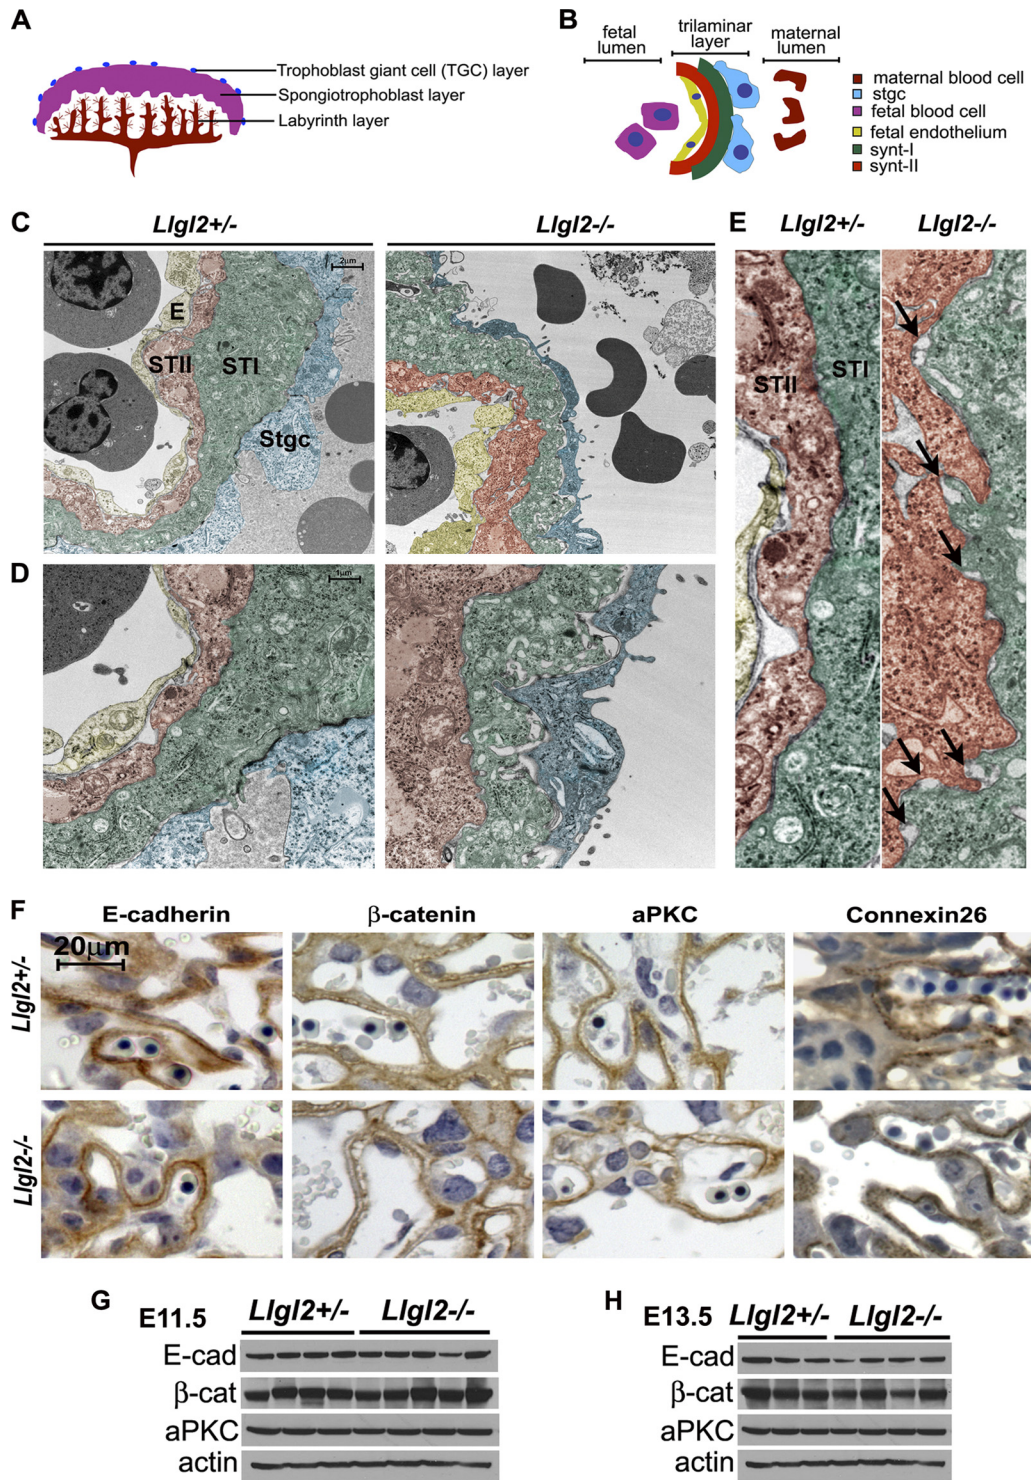 A
Trophoblast giant cell (TGC) layer
Spongiotrophoblast layer
Labyrinth layer
B
fetal lumen
trilaminar layer
maternal lumen
maternal blood cell
stgc
fetal blood cell
fetal endothelium
synt-I
synt-II
C
Llgl2+/-
Llgl2-/-
2μm
E
STII
STI
Stgc
D
1μm
E
Llgl2+/-
Llgl2-/-
STII
STI
F
E-cadherin
β-catenin
aPKC
Connexin26
Llgl2+/-
20μm
Llgl2-/-
G
E11.5
Llgl2+/-
Llgl2-/-
E-cad
β-cat
aPKC
actin
H
E13.5
Llgl2+/-
Llgl2-/-
E-cad
β-cat
aPKC
actin